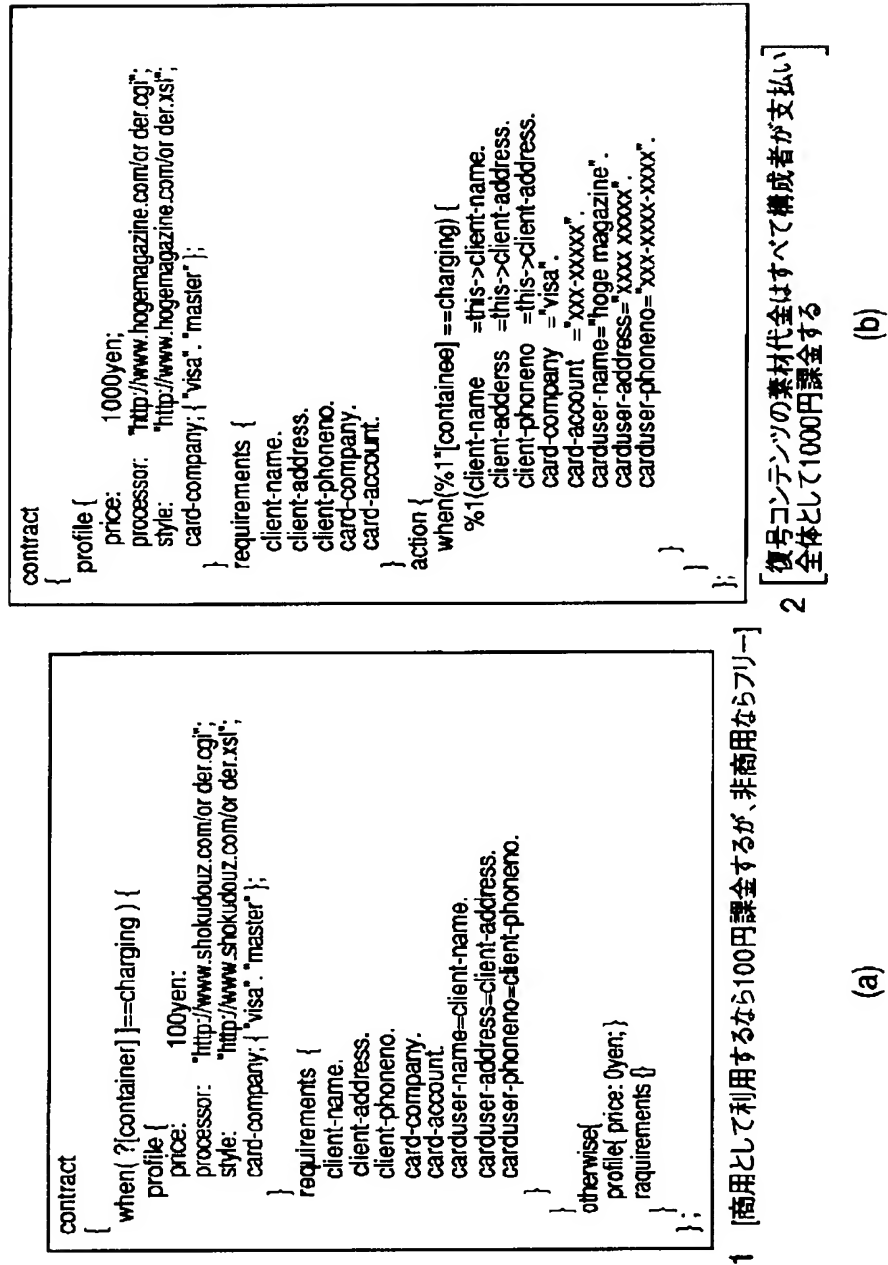 contract
{
when( ?[container] ]==charging ) {
profile {
price: 100yen:
processor: "http://www.shokudouz.com/or der.cgi";
style: "http://www.shokudouz.com/or der.xsl";
card-company; { "visa". "master" };
}
requirements {
client-name.
client-address.
client-phoneno.
card-company.
card-account.
carduser-name=client-name.
carduser-address=client-address.
carduser-phoneno=client-phoneno.
}
}
otherwise{
profile{ price: 0yen; }
raquirements {}
}
};
1 [商用として利用するなら100円課金するが、非商用ならフリー]
(a)
contract
{
profile {
price: 1000yen;
processor: "http://www.hogemagazine.com/or der.cgi";
style: "http://www.hogemagazine.com/or der.xsl";
card-company; { "visa". "master" };
}
requirements {
client-name.
client-address.
client-phoneno.
card-company.
card-account.
}
action {
when(%1*[containee] ==charging) {
%1(client-name =this->client-name.
client-adderss =this->client-address.
client-phoneno =this->client-address.
card-company ="visa".
card-account ="xxx-xxxxx".
carduser-name="hoge magazine".
carduser-address="xxxx xxxxx".
carduser-phoneno="xxx-xxxx-xxxx".
}
}
};
2 [復号コンテンツの素材代金はすべて構成者が支払い
全体として1000円課金する]
(b)